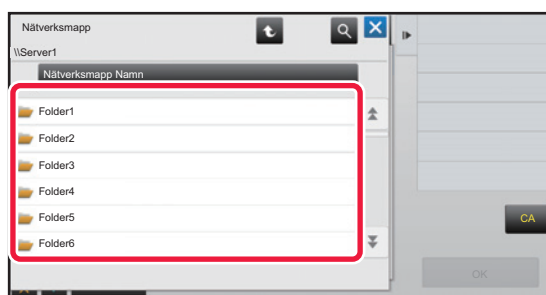 Nätverksmapp
\\Server1
Nätverksmapp Namn
Folder1
Folder2
Folder3
Folder4
Folder5
Folder6
CA
OK